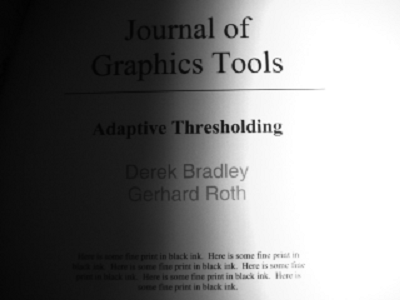 Journal of
Graphics Tools
Adaptive Thresholding
Derek Bradley
Gerhard Roth
Here is some fine print in black ink. Here is some fine print in
black ink. Here is some fine print in black ink. Here is some fine
print in black ink. Here is some fine print in black ink. Here is
some fine print in black ink.